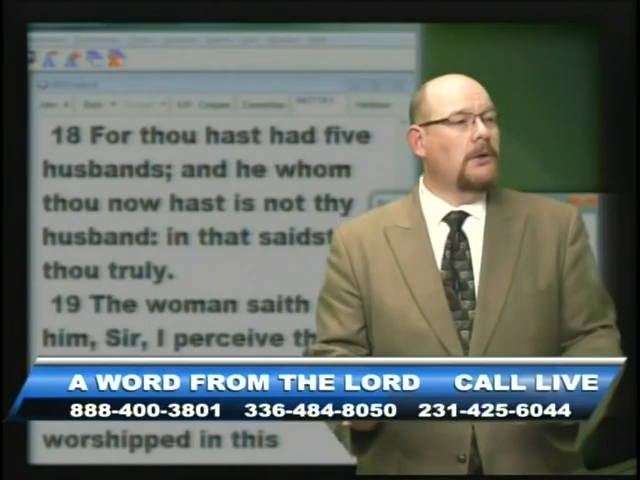 18 For thou hast had five
husbands; and he whom
thou now hast is not thy
husband: in that saidst
thou truly.
19 The woman saith
him, Sir, I perceive th
A WORD FROM THE LORD CALL LIVE
888-400-3801 336-484-8050 231-425-6044
worshipped in this